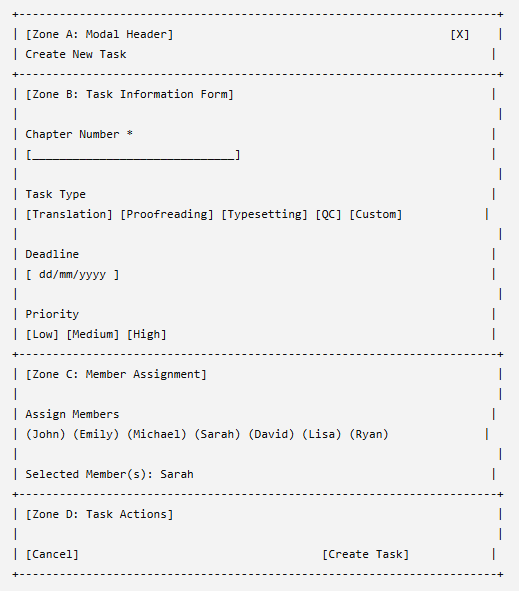 +-----------------------------------------------------------------------+
| [Zone A: Modal Header] [X] |
| Create New Task |
+-----------------------------------------------------------------------+
| [Zone B: Task Information Form] |
| |
| Chapter Number * |
| [______________________________] |
| |
| Task Type |
| [Translation] [Proofreading] [Typesetting] [QC] [Custom] |
| |
| Deadline |
| [ dd/mm/yyyy ] |
| |
| Priority |
| [Low] [Medium] [High] |
+-----------------------------------------------------------------------+
| [Zone C: Member Assignment] |
| |
| Assign Members |
| (John) (Emily) (Michael) (Sarah) (David) (Lisa) (Ryan) |
| |
| Selected Member(s): Sarah |
+-----------------------------------------------------------------------+
| [Zone D: Task Actions] |
| |
| [Cancel] [Create Task] |
+-----------------------------------------------------------------------+